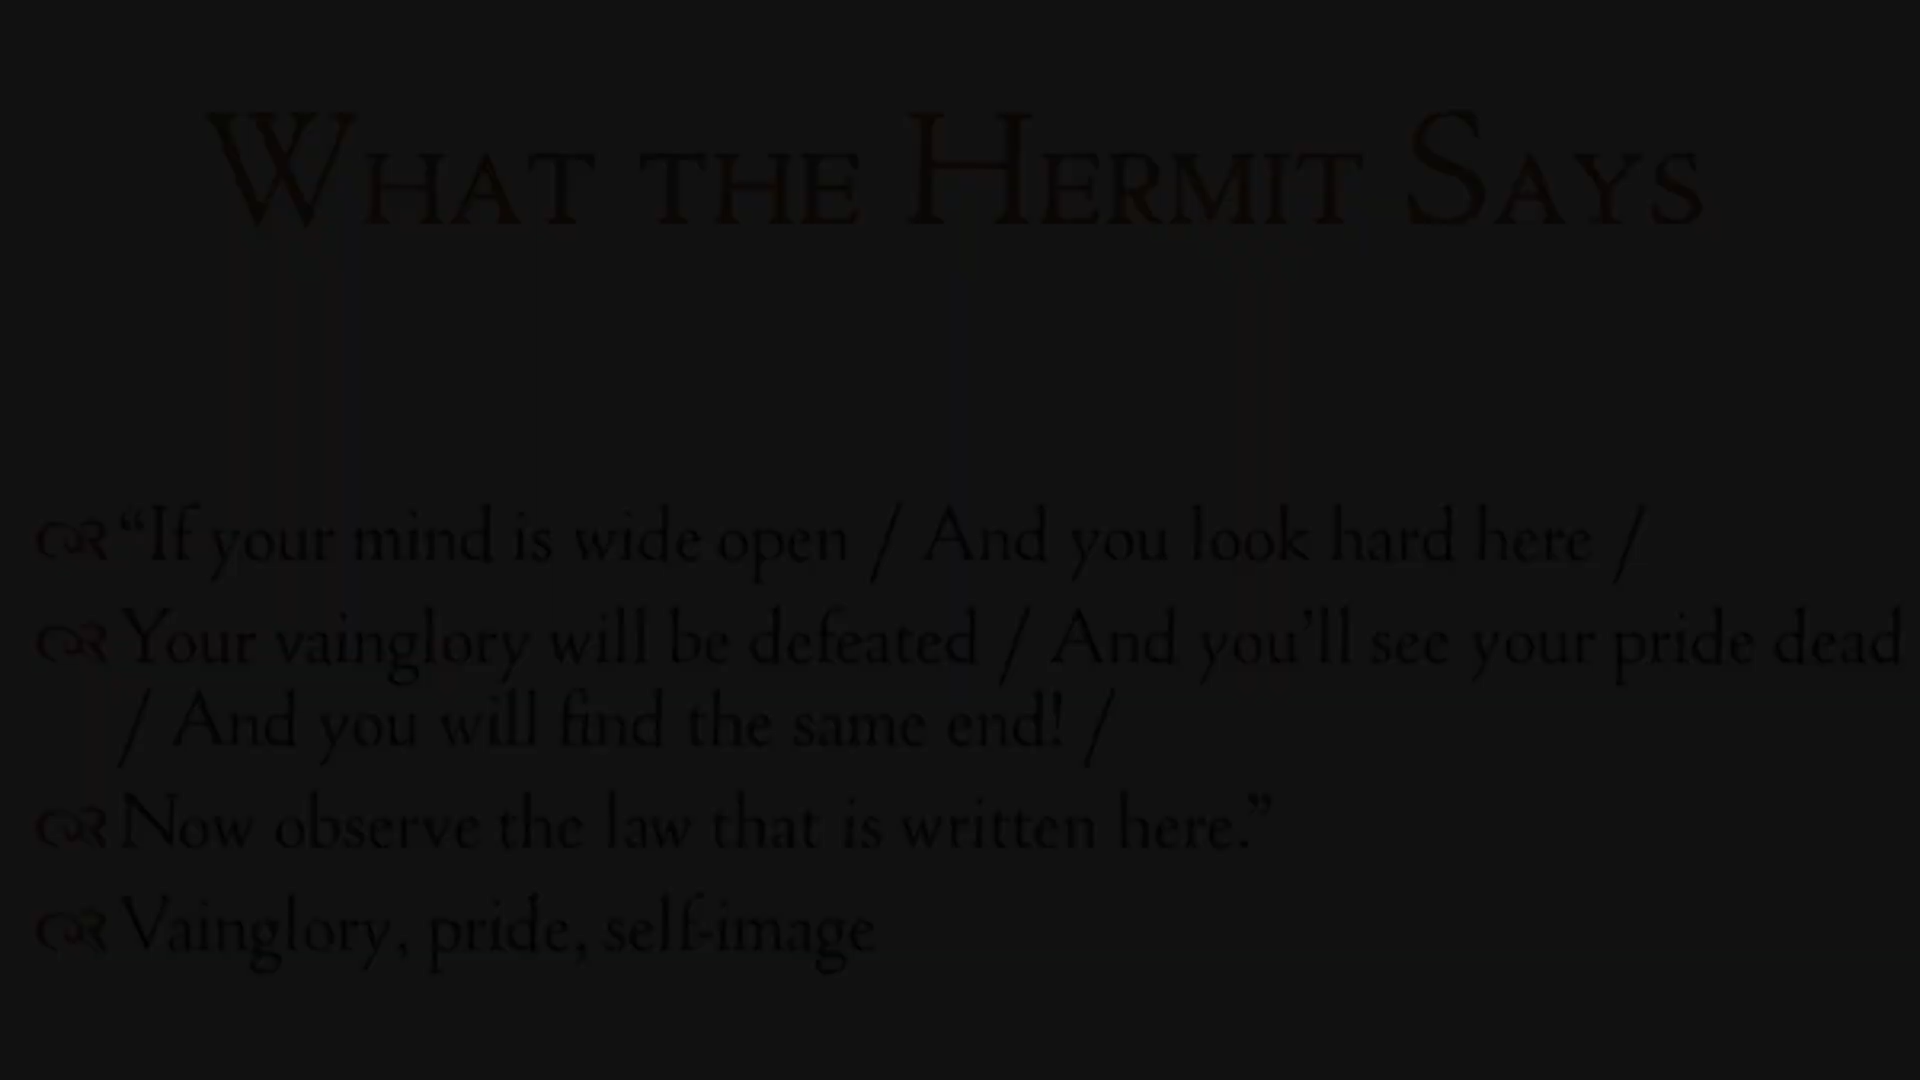 What the Hermit Says
“If your mind is wide open / And you look hard here /
Your vainglory will be defeated / And you’ll see your pride dead
/ And you will find the same end! /
Now observe the law that is written here.”
Vainglory, pride, self-image